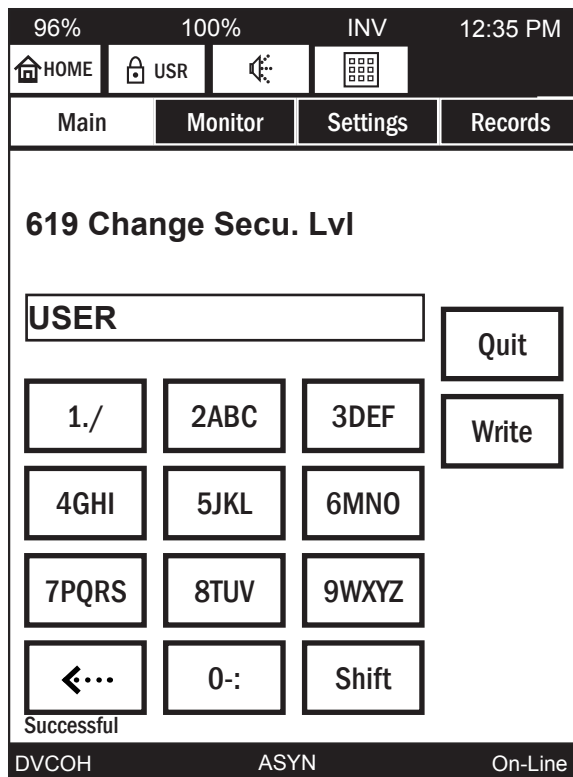 96% 100% INV 12:35 PM
HOME USR
Main Monitor Settings Records
619 Change Secu. Lvl
USER
Quit
1./ 2ABC 3DEF
Write
4GHI 5JKL 6MNO
7PQRS 8TUV 9WXYZ
0-: Shift
Successful
DVCOH ASYN On-Line